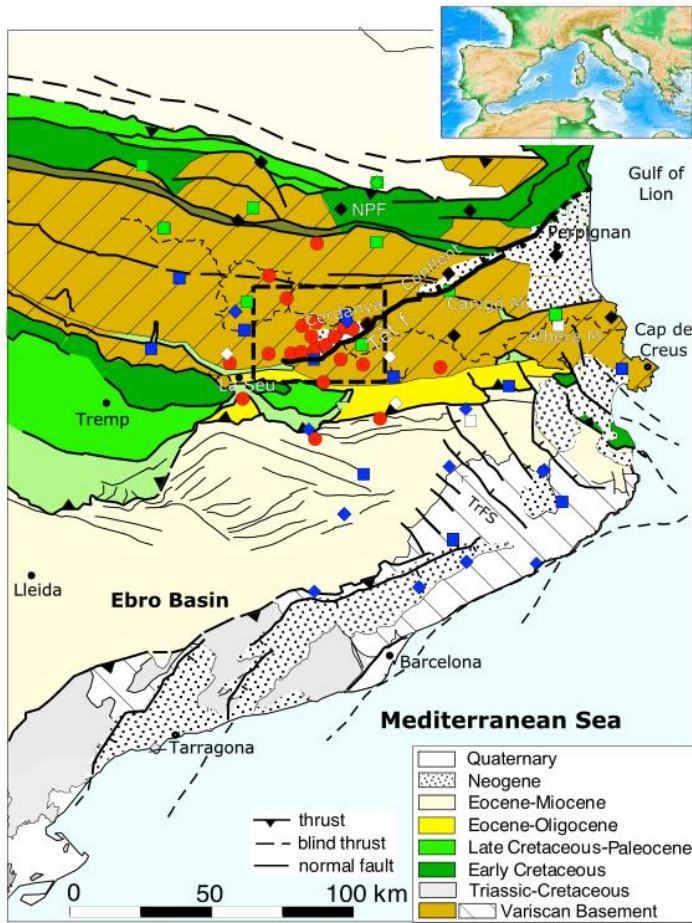 Gulf of
Lion
NPF
Perpignan
Conflent
Canigó M.
Cerdanya
Têt f.
Albera M.
Cap de
Creus
La Seu
Tremp
TrFS
Lleida
Ebro Basin
Barcelona
Mediterranean Sea
Tarragona
Quaternary
Neogene
Eocene-Miocene
Eocene-Oligocene
Late Cretaceous-Paleocene
Early Cretaceous
Triassic-Cretaceous
Variscan Basement
thrust
blind thrust
normal fault
0 50 100 km